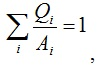 ∑_i Q_i/A_i = 1 ,